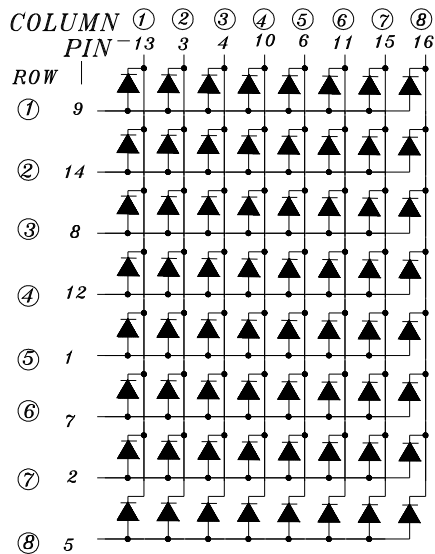 COLUMN ① ② ③ ④ ⑤ ⑥ ⑦ ⑧
PIN 13 3 4 10 6 11 15 16
ROW
① 9
② 14
③ 8
④ 12
⑤ 1
⑥ 7
⑦ 2
⑧ 5